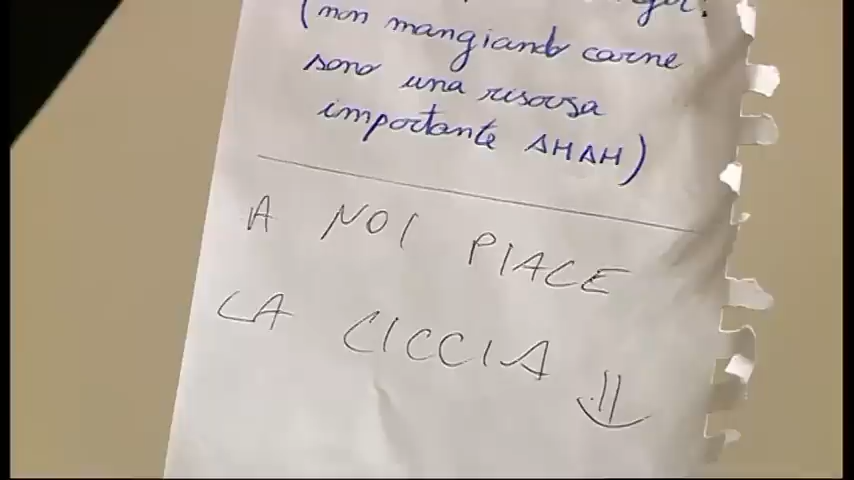 (non mangiando carne
sono una risorsa
importante AHAH)
A NOI PIACE
LA CICCIA